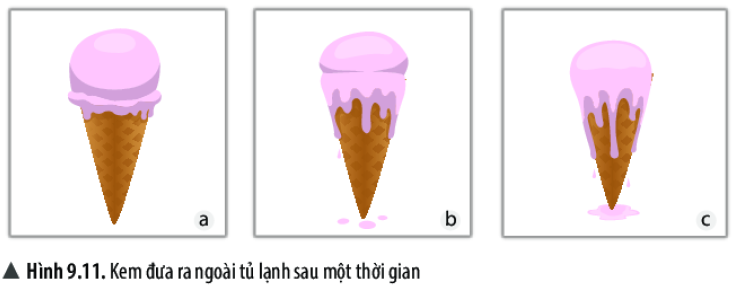 a
b
c
▲ Hình 9.11. Kem đưa ra ngoài tủ lạnh sau một thời gian